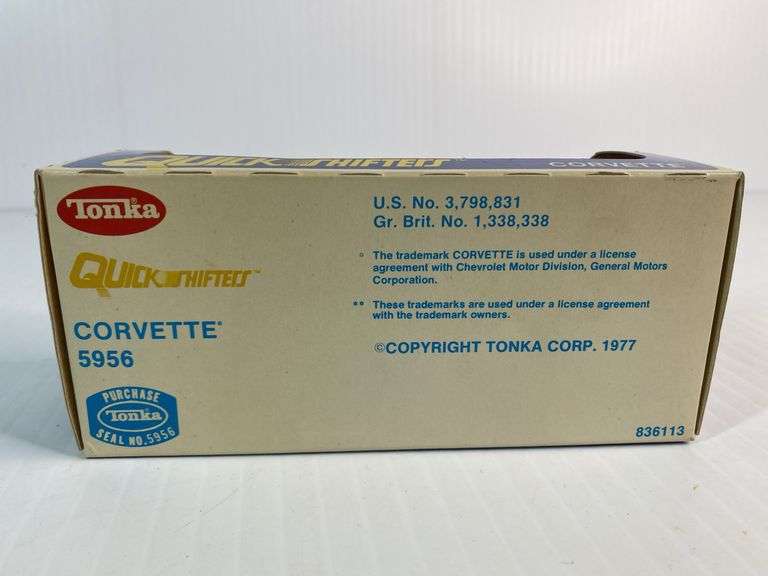 QUICK SHIFTERS™ CORVETTE
Tonka
QUICK SHIFTERS™
CORVETTE°
5956
PURCHASE
Tonka
SEAL NO. 5956
U.S. No. 3,798,831
Gr. Brit. No. 1,338,338
° The trademark CORVETTE is used under a license
agreement with Chevrolet Motor Division, General Motors
Corporation.
** These trademarks are used under a license agreement
with the trademark owners.
©COPYRIGHT TONKA CORP. 1977
836113